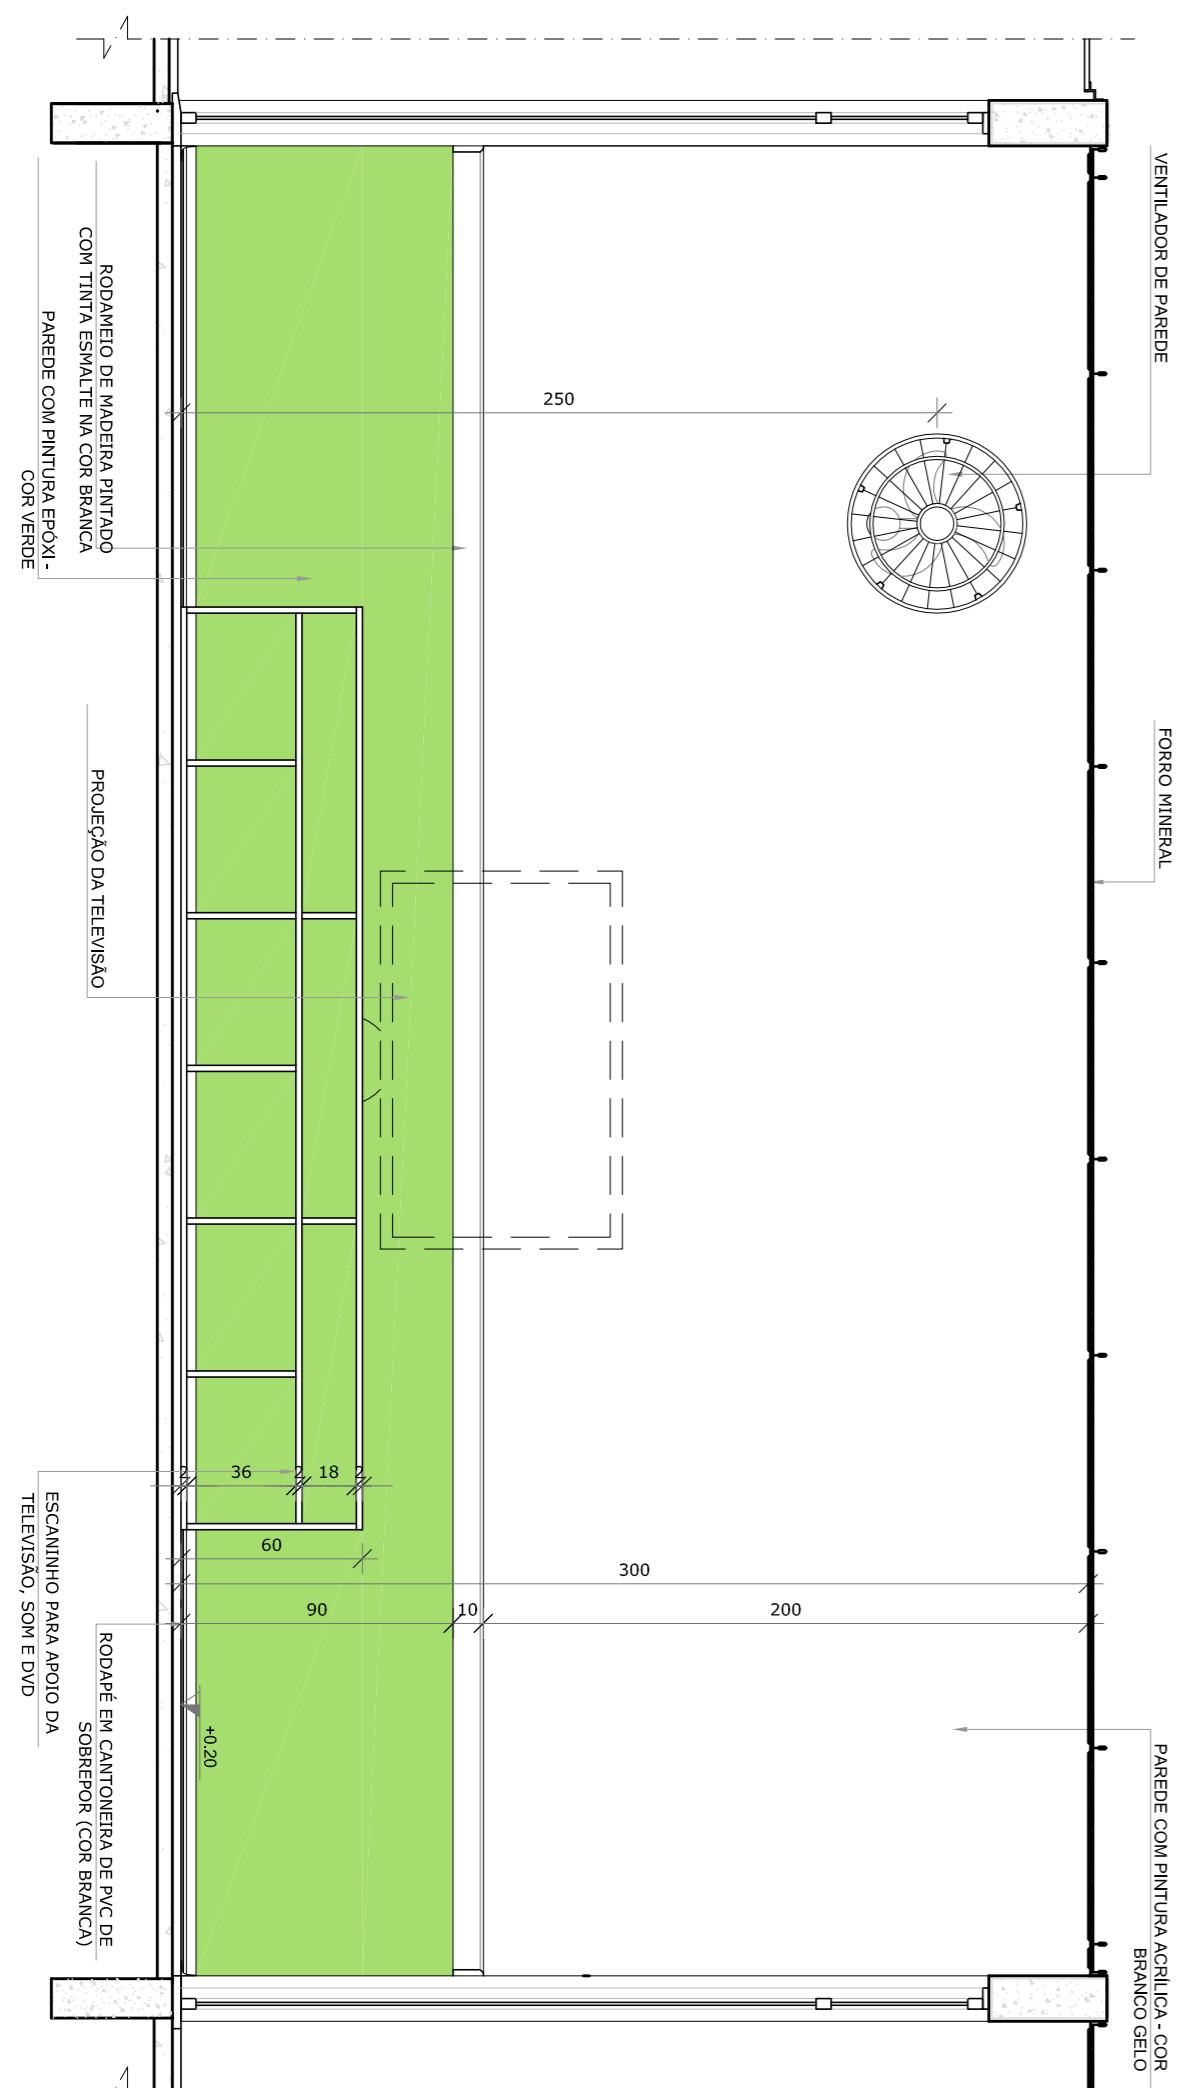 VENTILADOR DE PAREDE
FORRO MINERAL
PAREDE COM PINTURA ACRÍLICA - COR
BRANCO GELO
250
2
36
2
18
2
60
300
90
10
200
+0.20
RODAMEIO DE MADEIRA PINTADO
COM TINTA ESMALTE NA COR BRANCA
PAREDE COM PINTURA EPÓXI -
COR VERDE
PROJEÇÃO DA TELEVISÃO
ESCANINHO PARA APOIO DA
TELEVISÃO, SOM E DVD
RODAPÉ EM CANTONEIRA DE PVC DE
SOBREPOR (COR BRANCA)